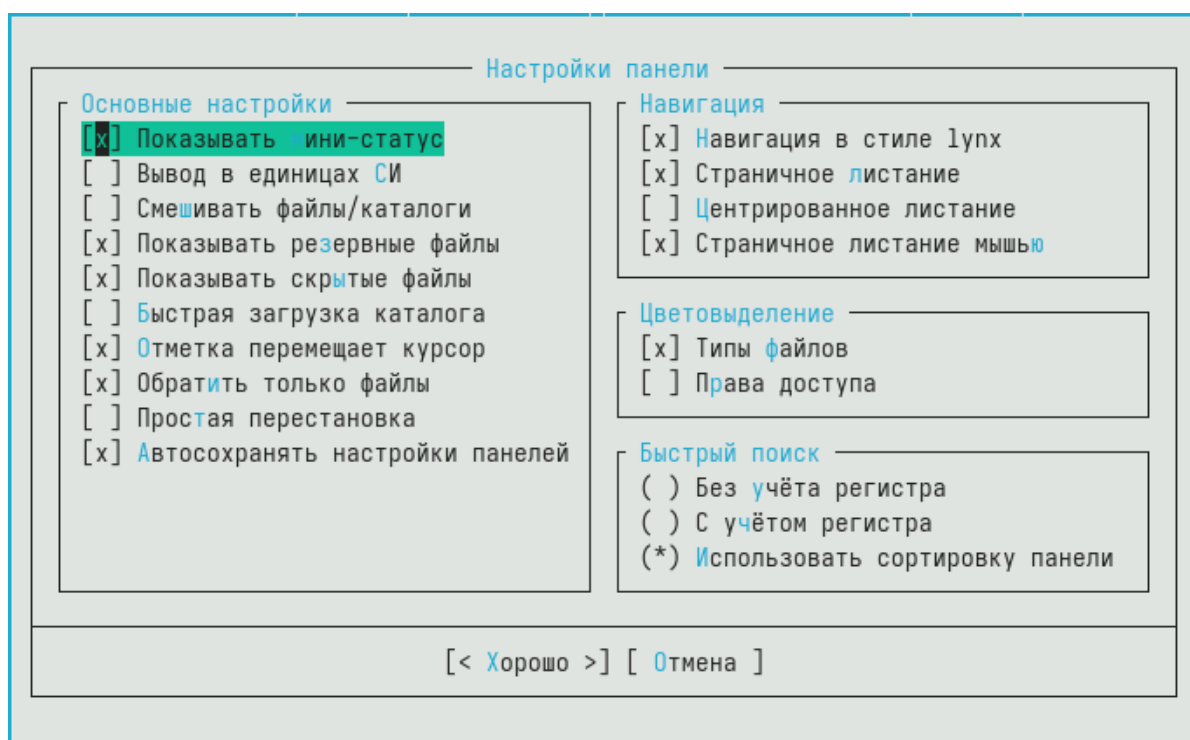 Настройки панели
Основные настройки
[x] Показывать мини-статус
[ ] Вывод в единицах СИ
[ ] Смешивать файлы/каталоги
[x] Показывать резервные файлы
[x] Показывать скрытые файлы
[ ] Быстрая загрузка каталога
[x] Отметка перемещает курсор
[x] Обратить только файлы
[ ] Простая перестановка
[x] Автосохранять настройки панелей
Навигация
[x] Навигация в стиле lynx
[x] Страничное листание
[ ] Центрированное листание
[x] Страничное листание мышью
Цветовыделение
[x] Типы файлов
[ ] Права доступа
Быстрый поиск
( ) Без учёта регистра
( ) С учётом регистра
(*) Использовать сортировку панели
[< Хорошо >] [ Отмена ]